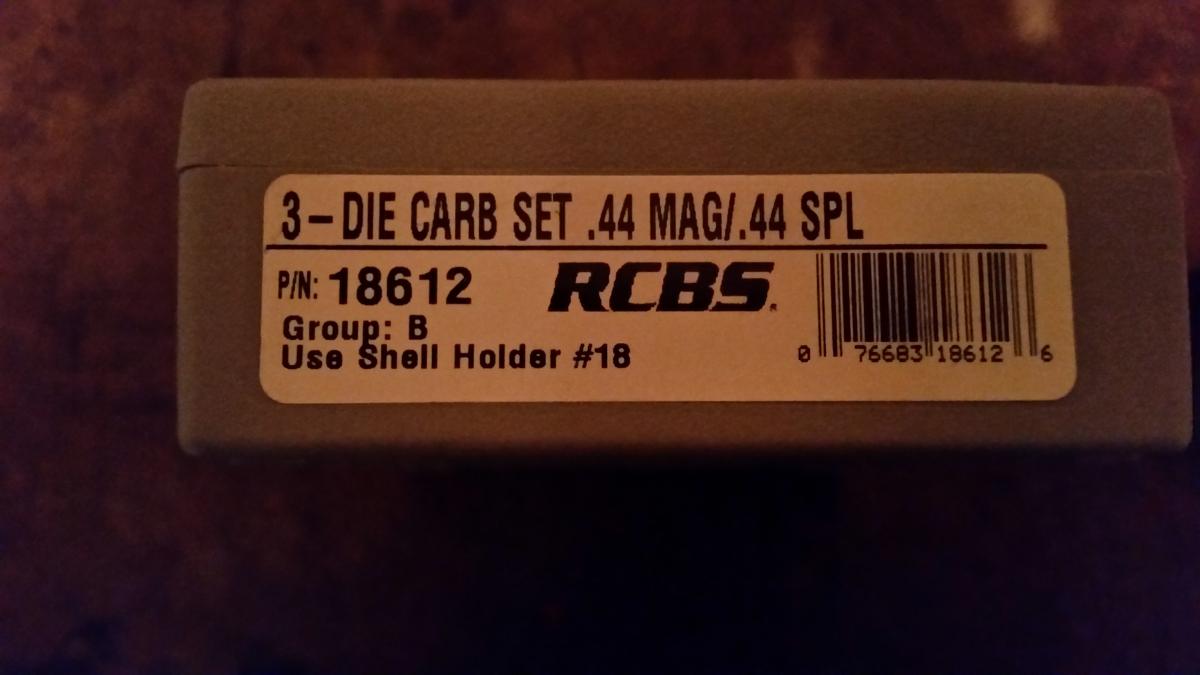 3-DIE CARB SET .44 MAG/.44 SPL
P/N: 18612
RCBS.
Group: B
Use Shell Holder #18
0 76683 18612 6